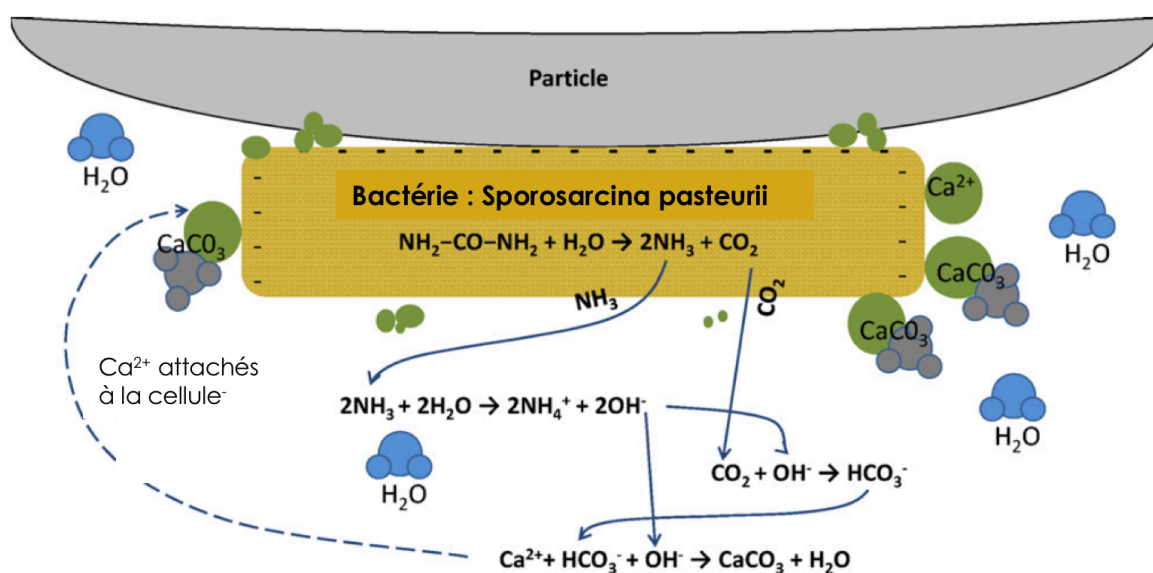 Particle
H₂O
Bactérie : Sporosarcina pasteurii
Ca²⁺
NH₂–CO–NH₂ + H₂O → 2NH₃ + CO₂
H₂O
CaC0₃
CaC0₃
NH₃
CO₂
CaC0₃
Ca²⁺ attachés
à la cellule⁻
2NH₃ + 2H₂O → 2NH₄⁺ + 2OH⁻
H₂O
H₂O
CO₂ + OH⁻ → HCO₃⁻
Ca²⁺ + HCO₃⁻ + OH⁻ → CaCO₃ + H₂O